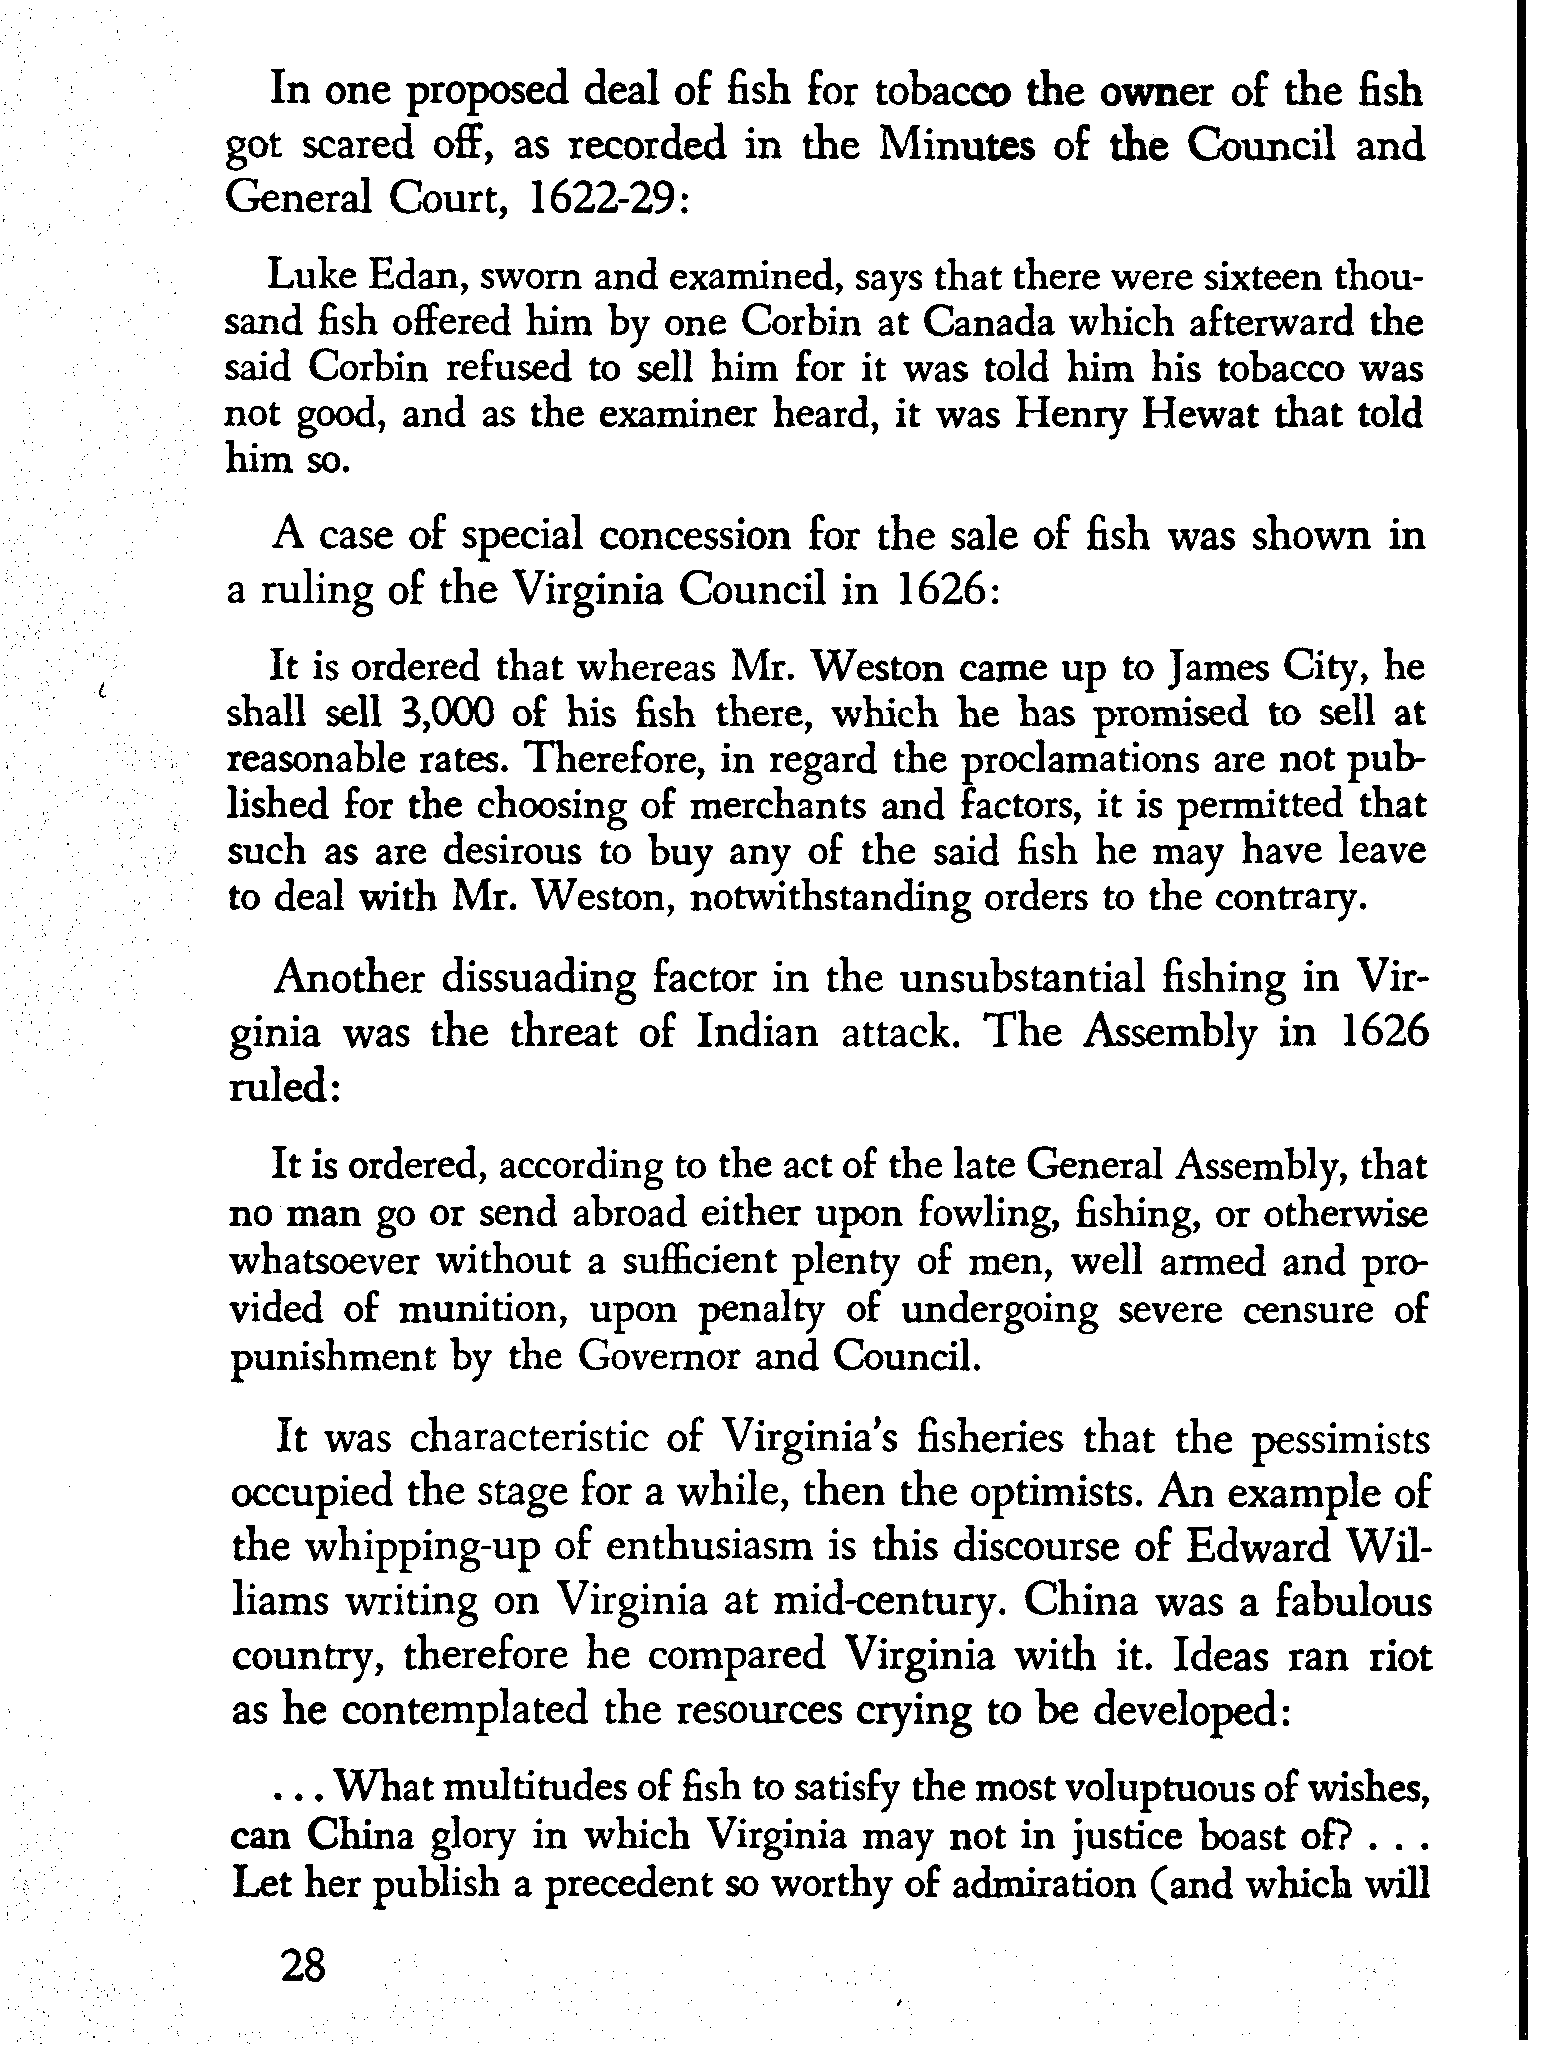 In one proposed deal of fish for tobacco the owner of the fish
got scared off, as recorded in the Minutes of the Council and
General Court, 1622-29:
Luke Edan, sworn and examined, says that there were sixteen thou-
sand fish offered him by one Corbin at Canada which afterward the
said Corbin refused to sell him for it was told him his tobacco was
not good, and as the examiner heard, it was Henry Hewat that told
him so.
A case of special concession for the sale of fish was shown in
a ruling of the Virginia Council in 1626:
It is ordered that whereas Mr. Weston came up to James City, he
shall sell 3,000 of his fish there, which he has promised to sell at
reasonable rates. Therefore, in regard the proclamations are not pub-
lished for the choosing of merchants and factors, it is permitted that
such as are desirous to buy any of the said fish he may have leave
to deal with Mr. Weston, notwithstanding orders to the contrary.
Another dissuading factor in the unsubstantial fishing in Vir-
ginia was the threat of Indian attack. The Assembly in 1626
ruled:
It is ordered, according to the act of the late General Assembly, that
no man go or send abroad either upon fowling, fishing, or otherwise
whatsoever without a sufficient plenty of men, well armed and pro-
vided of munition, upon penalty of undergoing severe censure of
punishment by the Governor and Council.
It was characteristic of Virginia's fisheries that the pessimists
occupied the stage for a while, then the optimists. An example of
the whipping-up of enthusiasm is this discourse of Edward Wil-
liams writing on Virginia at mid-century. China was a fabulous
country, therefore he compared Virginia with it. Ideas ran riot
as he contemplated the resources crying to be developed:
. . . What multitudes of fish to satisfy the most voluptuous of wishes,
can China glory in which Virginia may not in justice boast of? . . .
Let her publish a precedent so worthy of admiration (and which will
28